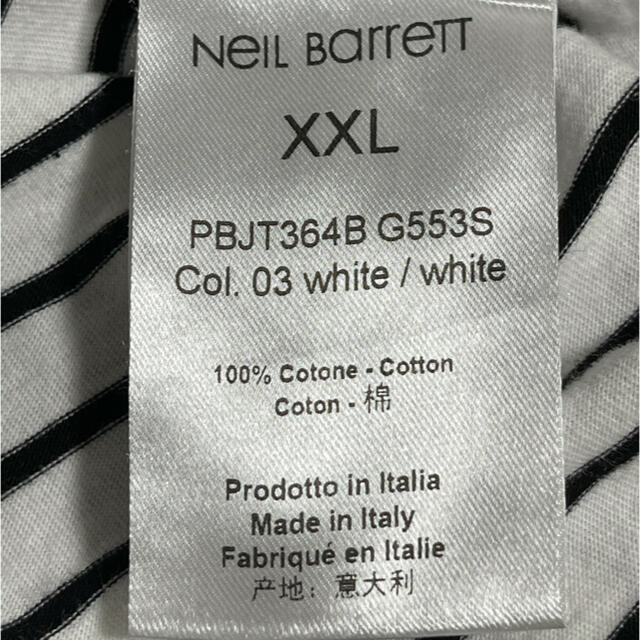 Neil Barrett
XXL
PBJT364B G553S
Col. 03 white / white
100% Cotone - Cotton
Coton - 棉
Prodotto in Italia
Made in Italy
Fabriqué en Italie
产地：意大利